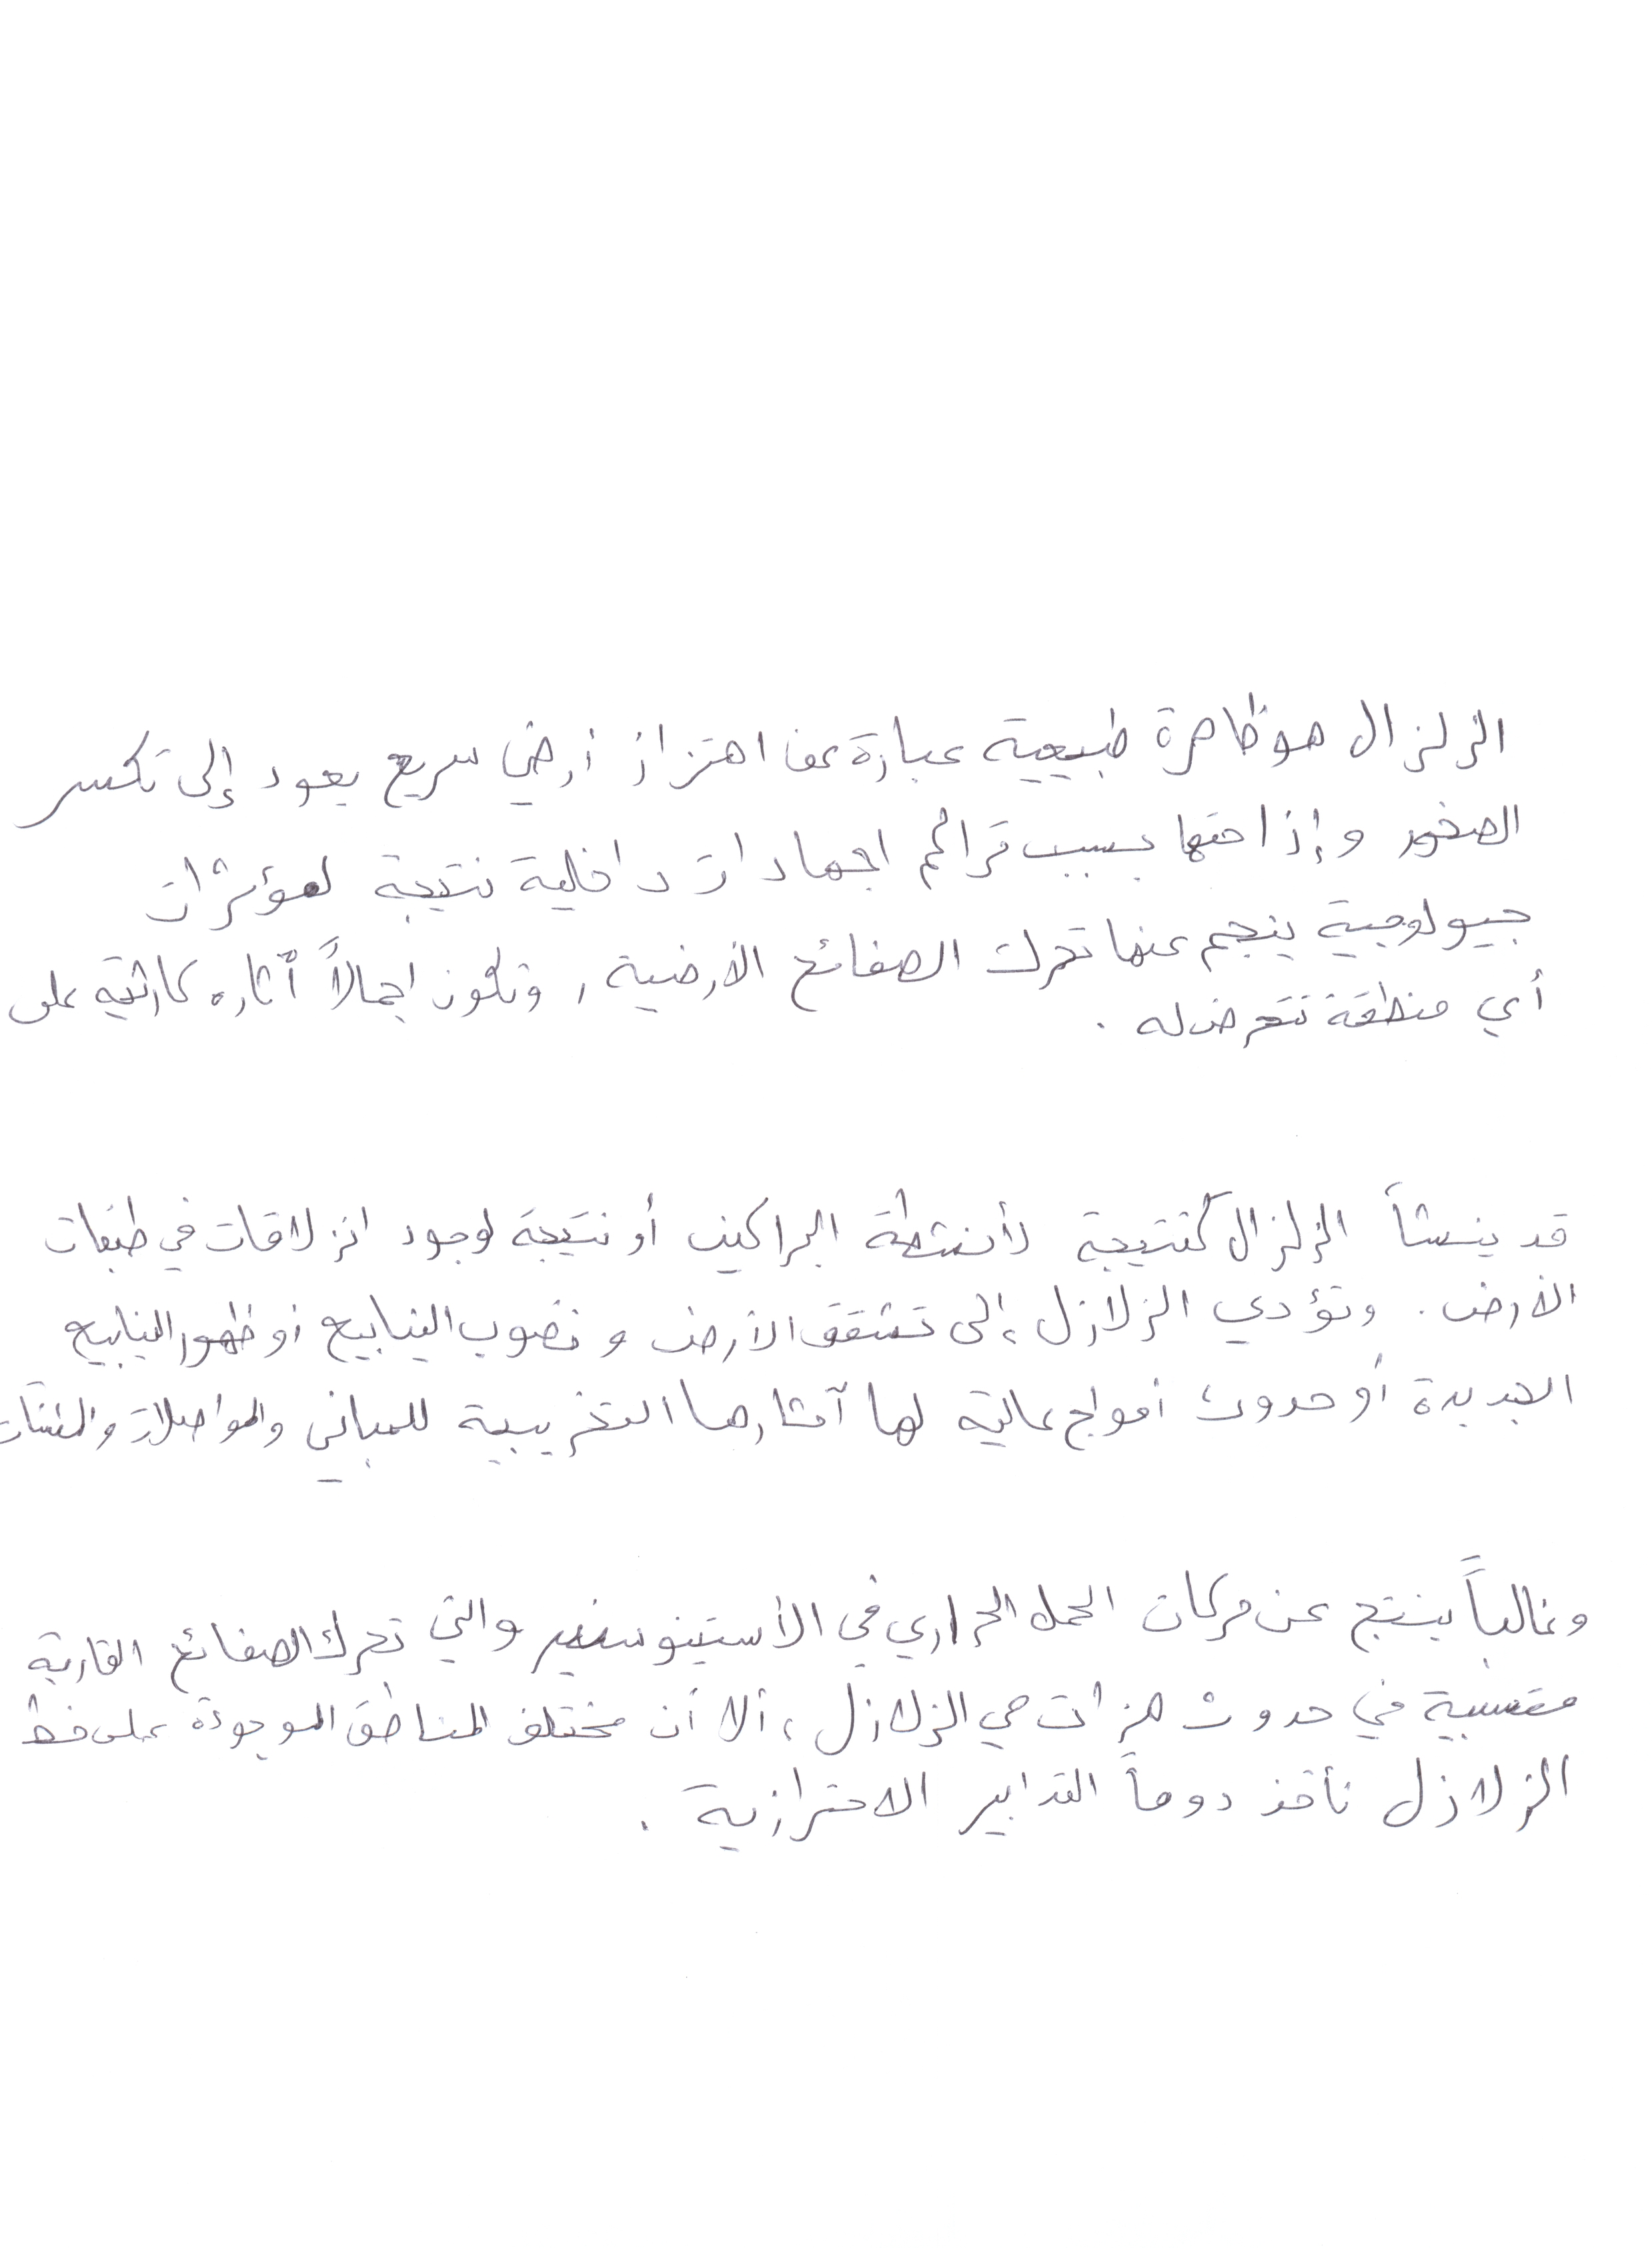 الزلزال هو ظاهرة طبيعية عبارة عن اهتزاز أرضي سريع يعود إلى تكسر
الصخور وإزاحتها بسبب تراكم اجهادات داخلية نتيجة لمؤثرات
جيولوجية ينجم عنها تحرك الصفائح الأرضية، وتكون اجمالاً آثاره كارثية على
أي منطقة تتعرض له .
قد ينشأ الزلزال كنتيجة لأنشطة البراكين أو نتيجة لوجود انزلاقات في طبقات
الأرض . وتؤدي الزلازل إلى تشقق الأرض و نضوب الينابيع أو ظهور الينابيع
الجديدة أو حدوث أمواج عالية لها آثارها التخريبية للمباني والمواصلات والمنشآت
وغالباً ينتج عن حركات الحمل الحراري في الأستينوسفير والتي تحرك الصفائح القارية
متسببة في حدوث هزات هي الزلازل ، ألا أن مختلف المناطق الموجودة على خط
الزلازل تأخذ دوماً التدابير الاحترازية .